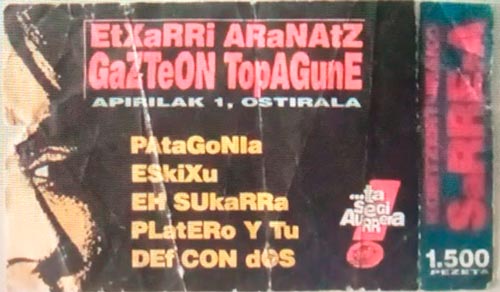 EtXaRRi ARaNAtZ
GaZTeON TopAGunE
APIRILAK 1, OSTIRALA
PAtaGoNIa
ESkiXu
EH SUKaRRa
PLatERo Y Tu
DEf CON dOS
...ta
segi
AURRera
!
SaRREA
1.500
PEZETA